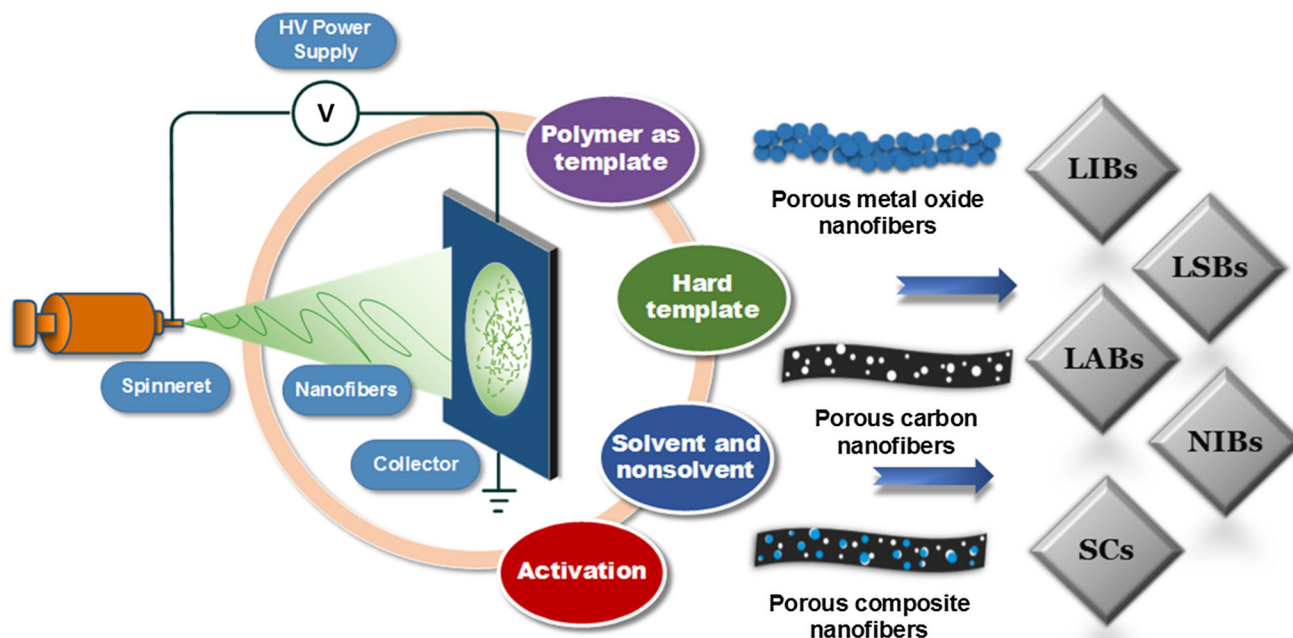 HV Power
Supply
V
Spinneret
Nanofibers
Collector
Polymer as
template
Hard
template
Solvent and
nonsolvent
Activation
Porous metal oxide
nanofibers
Porous carbon
nanofibers
Porous composite
nanofibers
LIBs
LSBs
LABs
NIBs
SCs